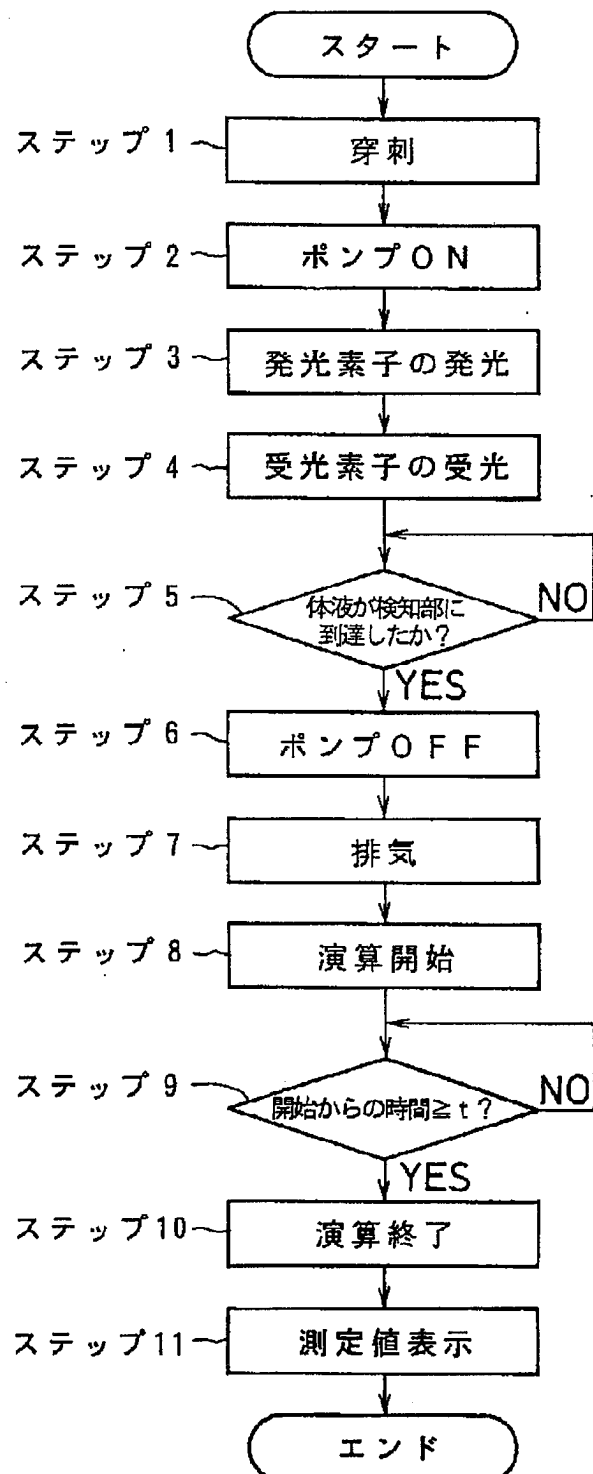 スタート
ステップ1
穿刺
ステップ2
ポンプON
ステップ3
発光素子の発光
ステップ4
受光素子の受光
ステップ5
体液が検知部に
到達したか？
NO
YES
ステップ6
ポンプOFF
ステップ7
排気
ステップ8
演算開始
ステップ9
開始からの時間≧t？
NO
YES
ステップ10
演算終了
ステップ11
測定値表示
エンド